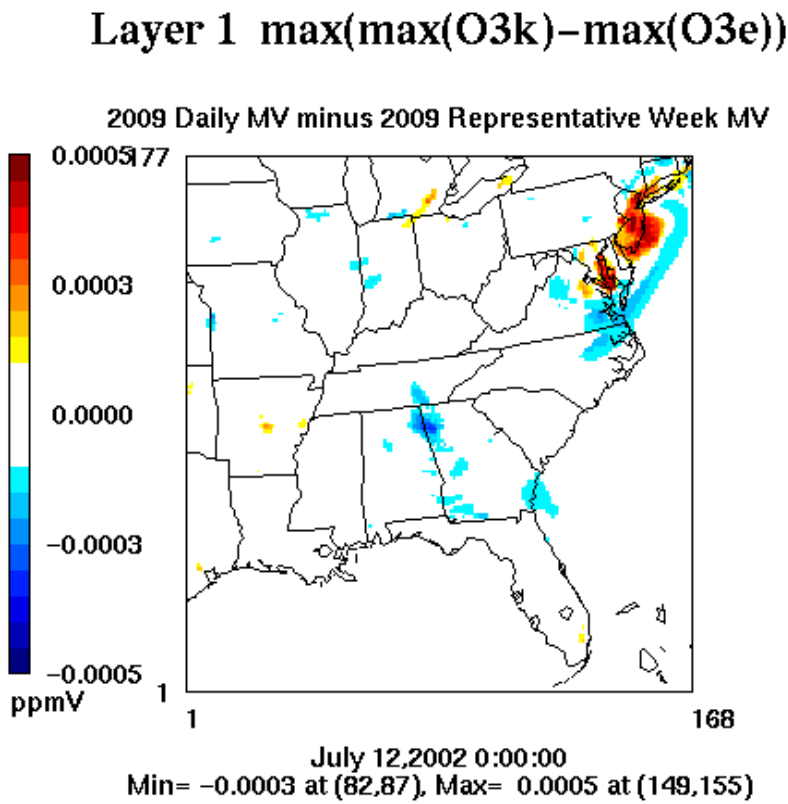 Layer 1 max(max(O3k)−max(O3e))
2009 Daily MV minus 2009 Representative Week MV
0.0005
177
0.0003
0.0000
−0.0003
−0.0005
ppmV
1
1
168
July 12,2002 0:00:00
Min= −0.0003 at (82,87), Max= 0.0005 at (149,155)